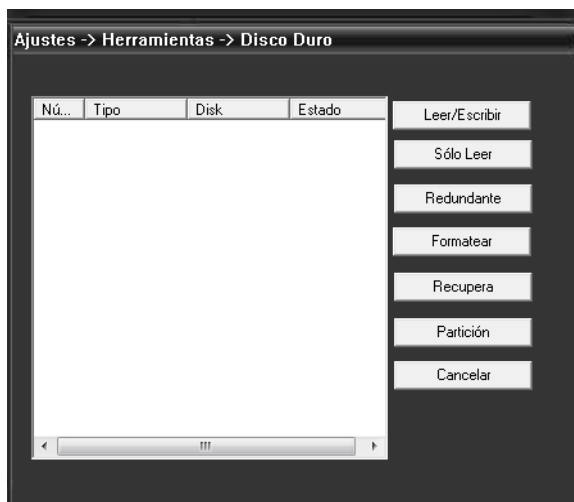 Ajustes -> Herramientas -> Disco Duro
Nú... Tipo Disk Estado
Leer/Escribir
Sólo Leer
Redundante
Formatear
Recupera
Partición
Cancelar